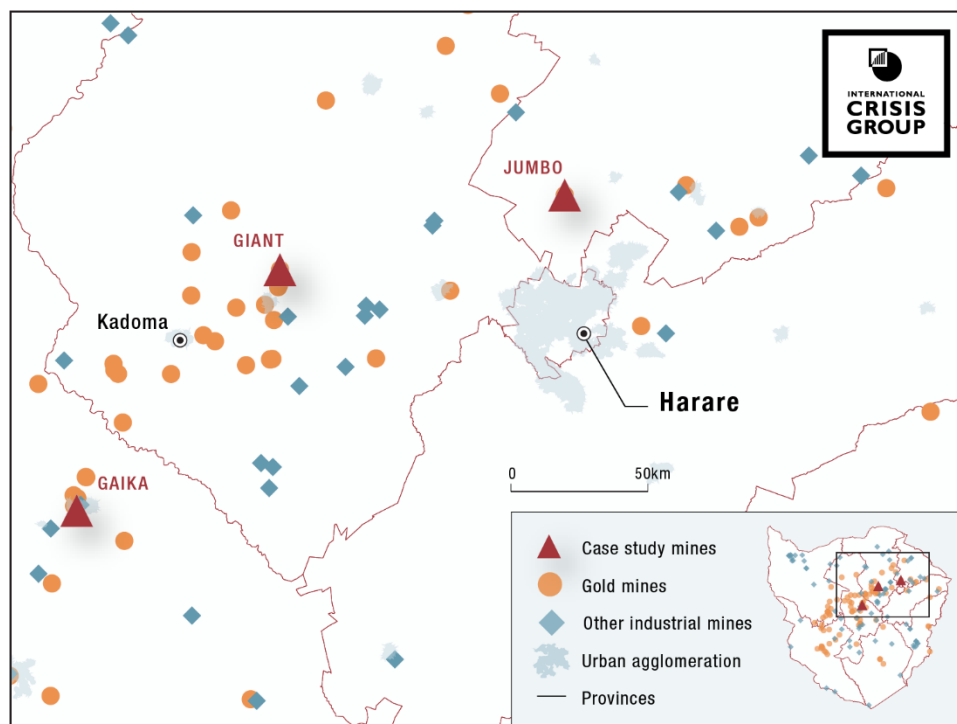 INTERNATIONAL
CRISIS
GROUP
JUMBO
GIANT
Kadoma
Harare
GAIKA
0 50km
Case study mines
Gold mines
Other industrial mines
Urban agglomeration
Provinces